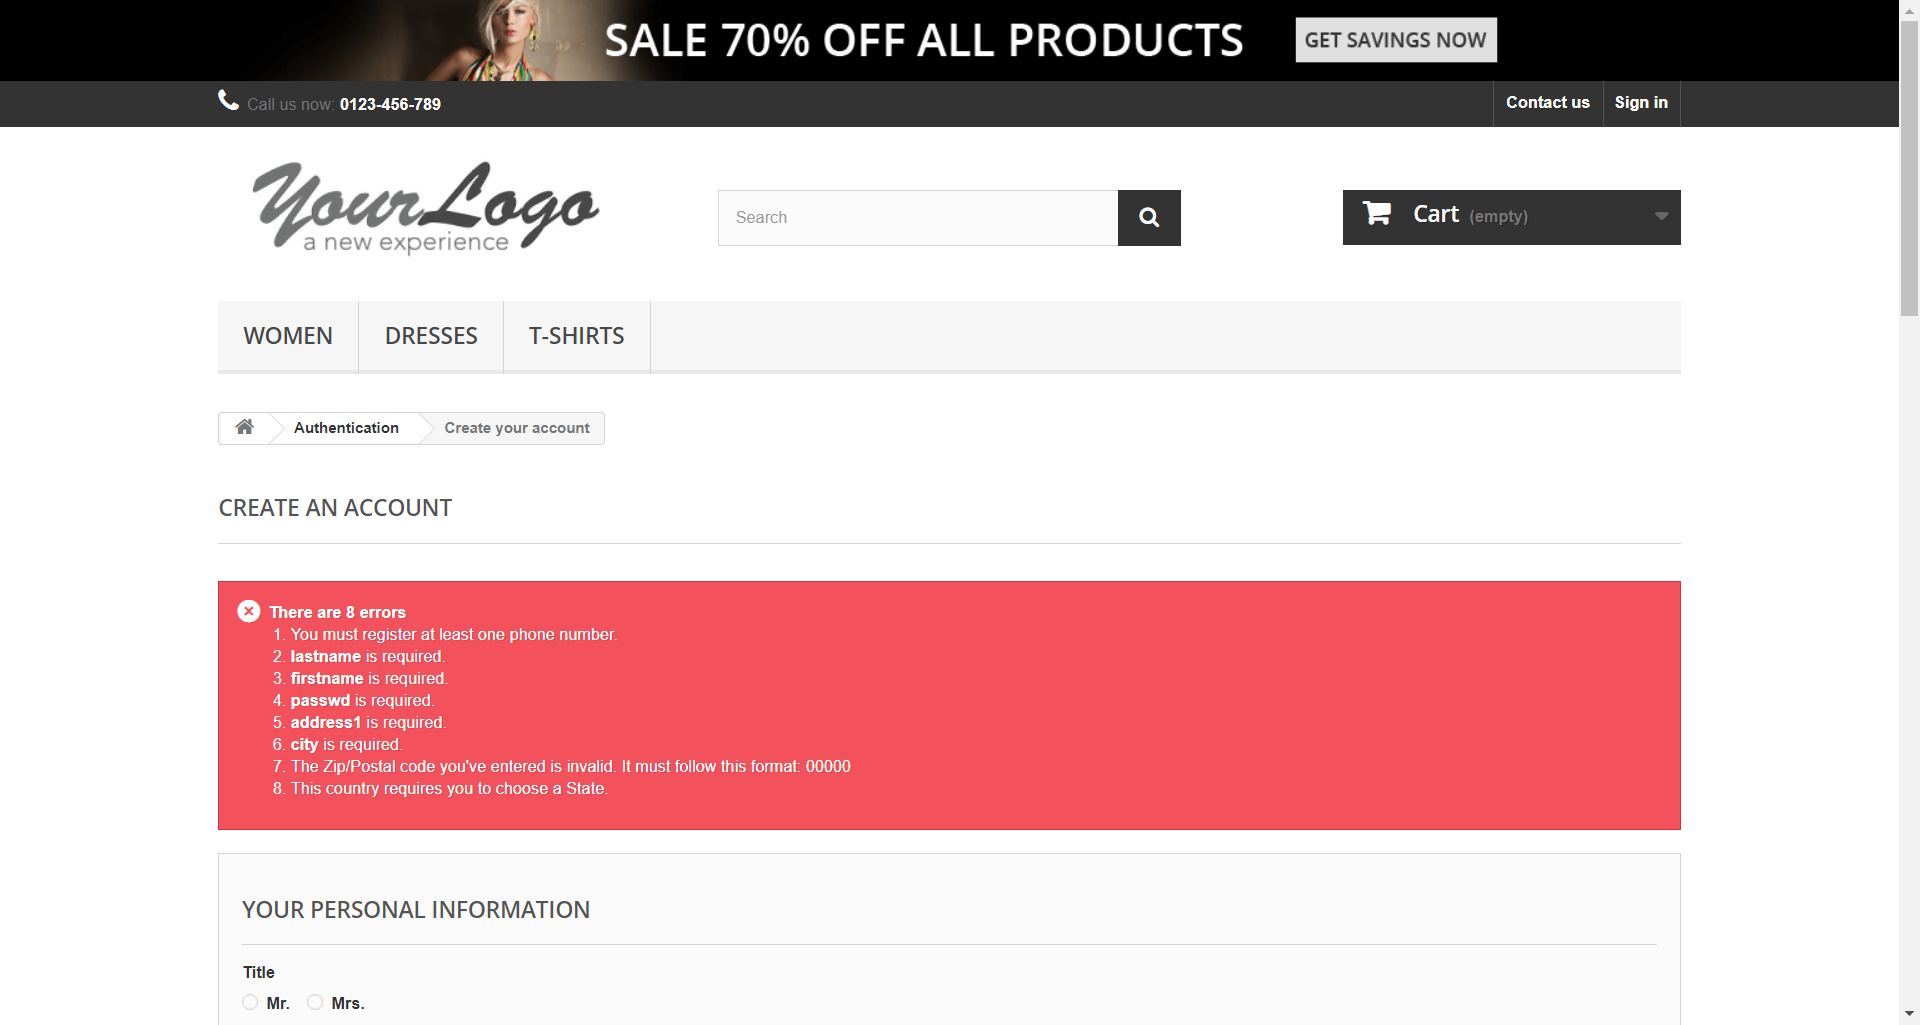 SALE 70% OFF ALL PRODUCTS GET SAVINGS NOW
Call us now: 0123-456-789 Contact us Sign in
YourLogo
a new experience
Search
Cart (empty)
WOMEN DRESSES T-SHIRTS
Authentication Create your account
CREATE AN ACCOUNT
There are 8 errors
1. You must register at least one phone number.
2. lastname is required.
3. firstname is required.
4. passwd is required.
5. address1 is required.
6. city is required.
7. The Zip/Postal code you've entered is invalid. It must follow this format: 00000
8. This country requires you to choose a State.
YOUR PERSONAL INFORMATION
Title
Mr. Mrs.